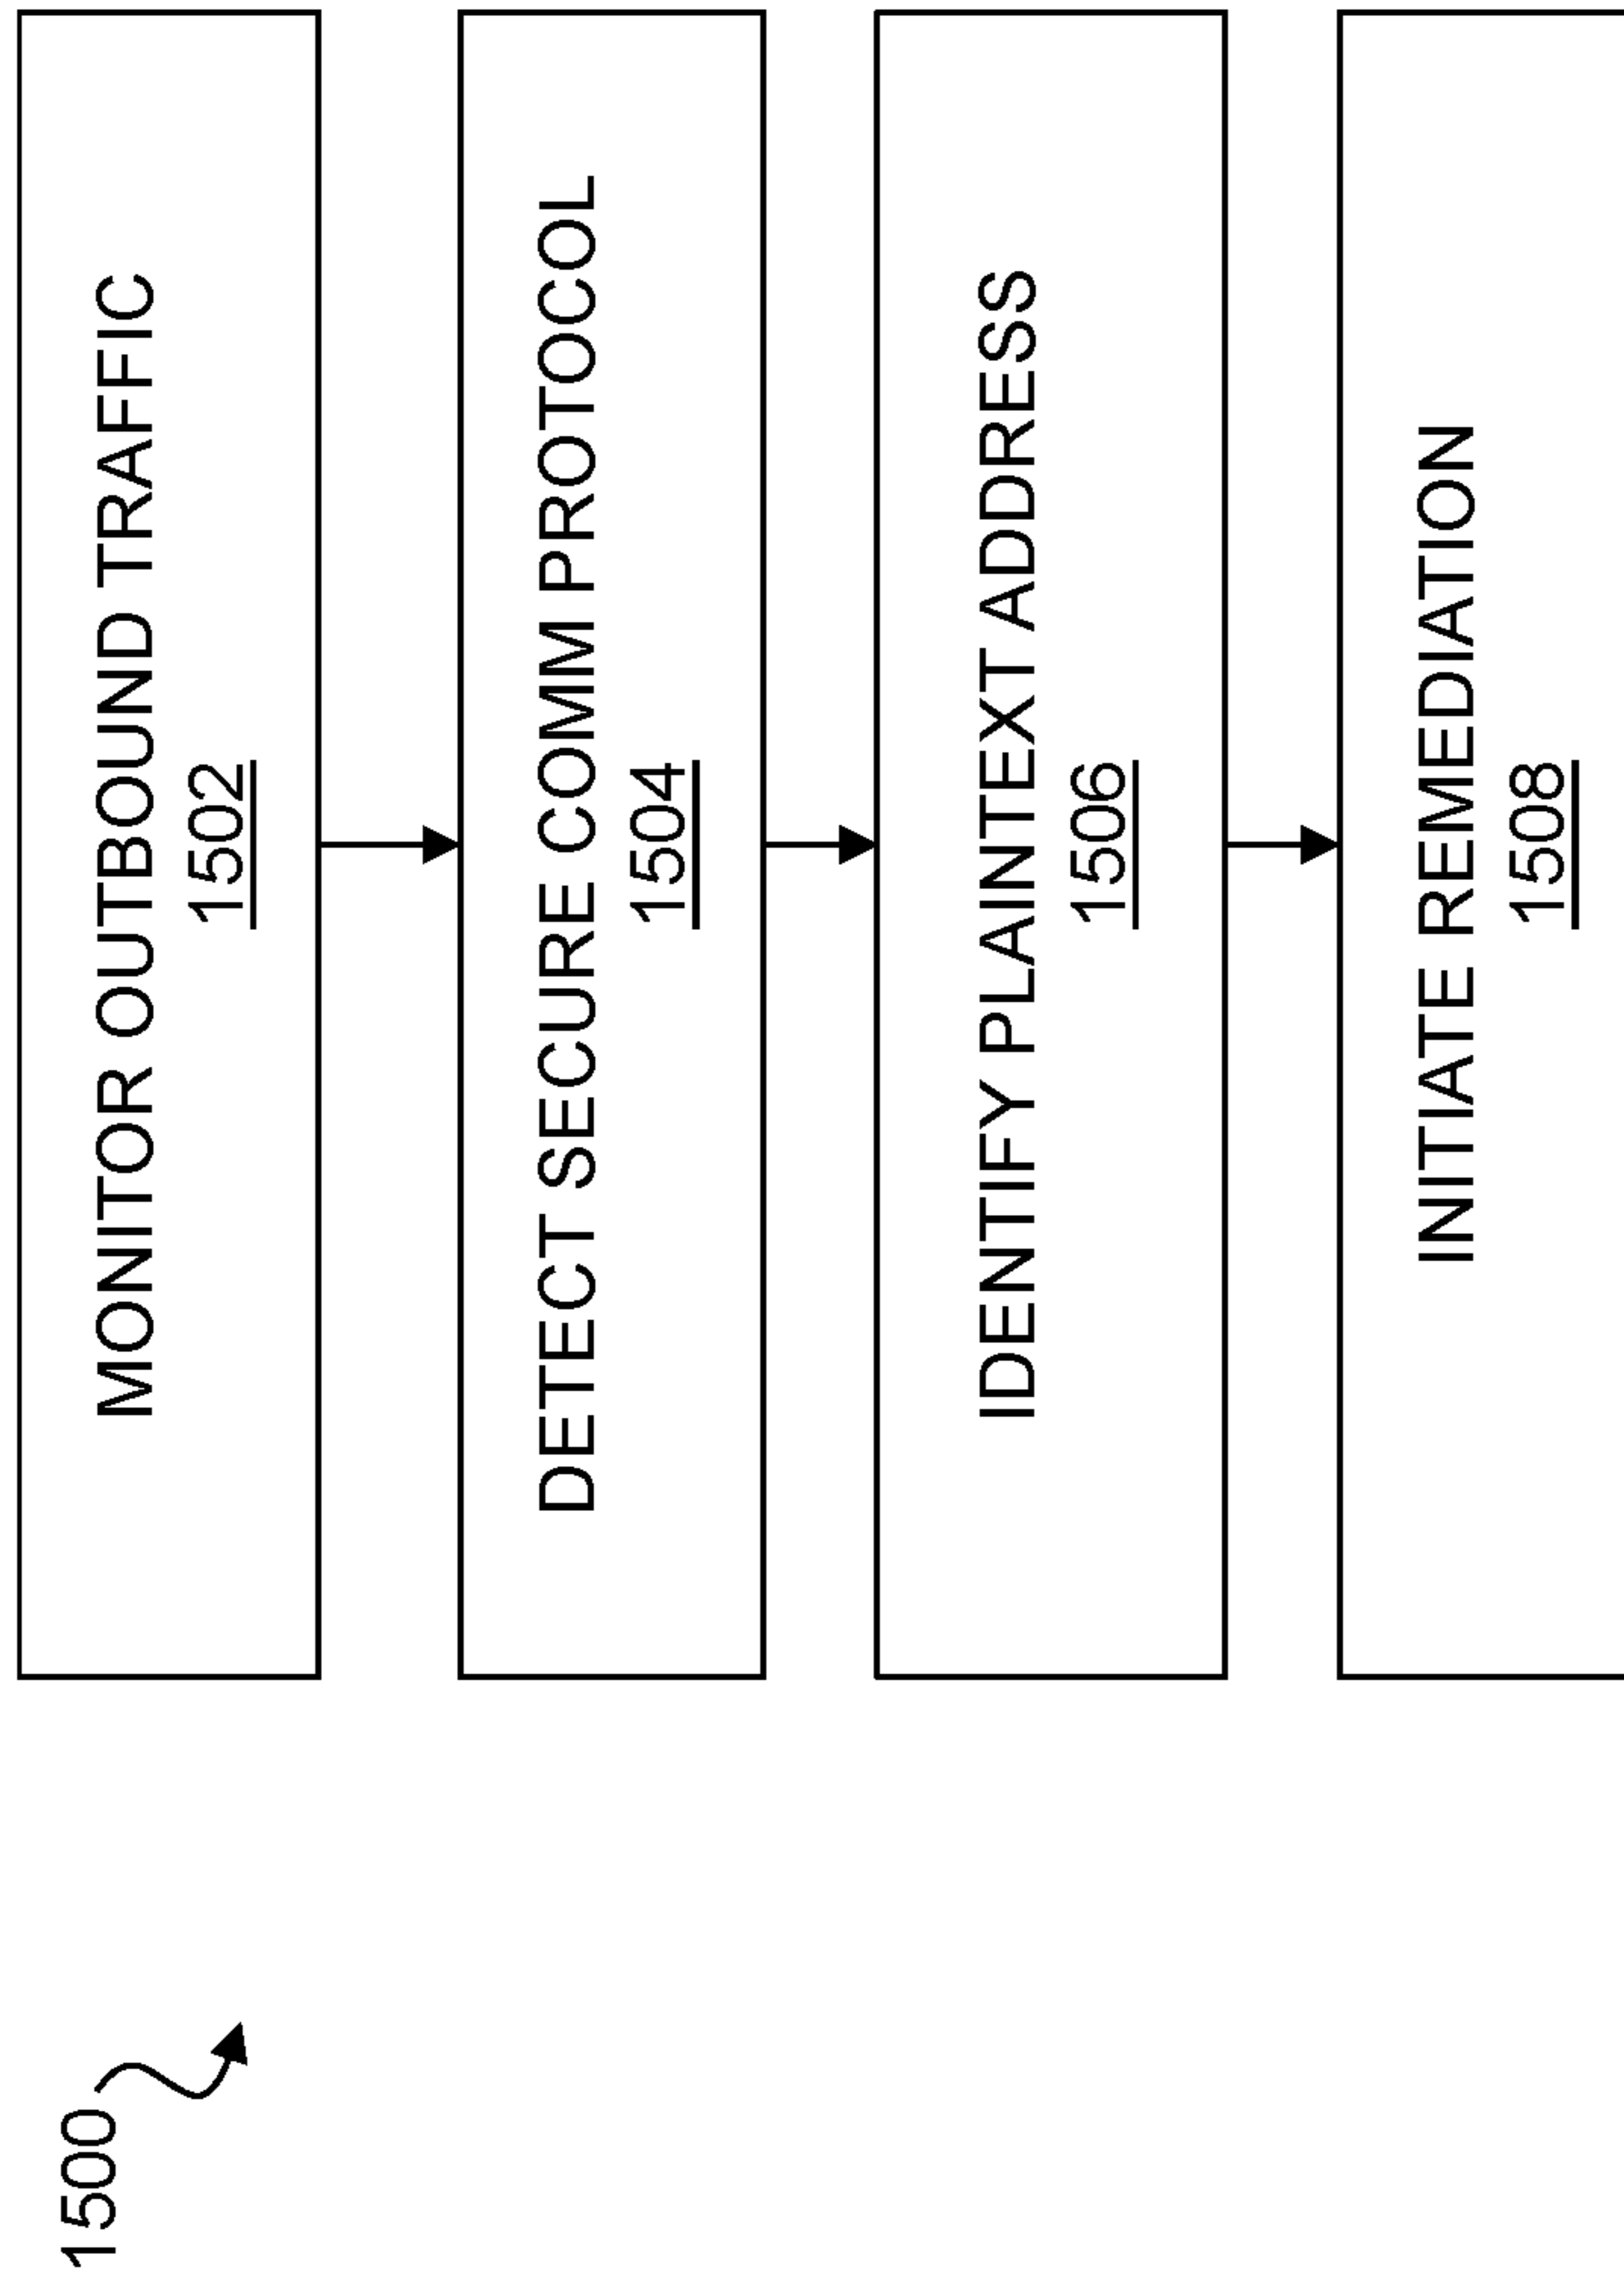 1500
MONITOR OUTBOUND TRAFFIC
1502
DETECT SECURE COMM PROTOCOL
1504
IDENTIFY PLAINTEXT ADDRESS
1506
INITIATE REMEDIATION
1508